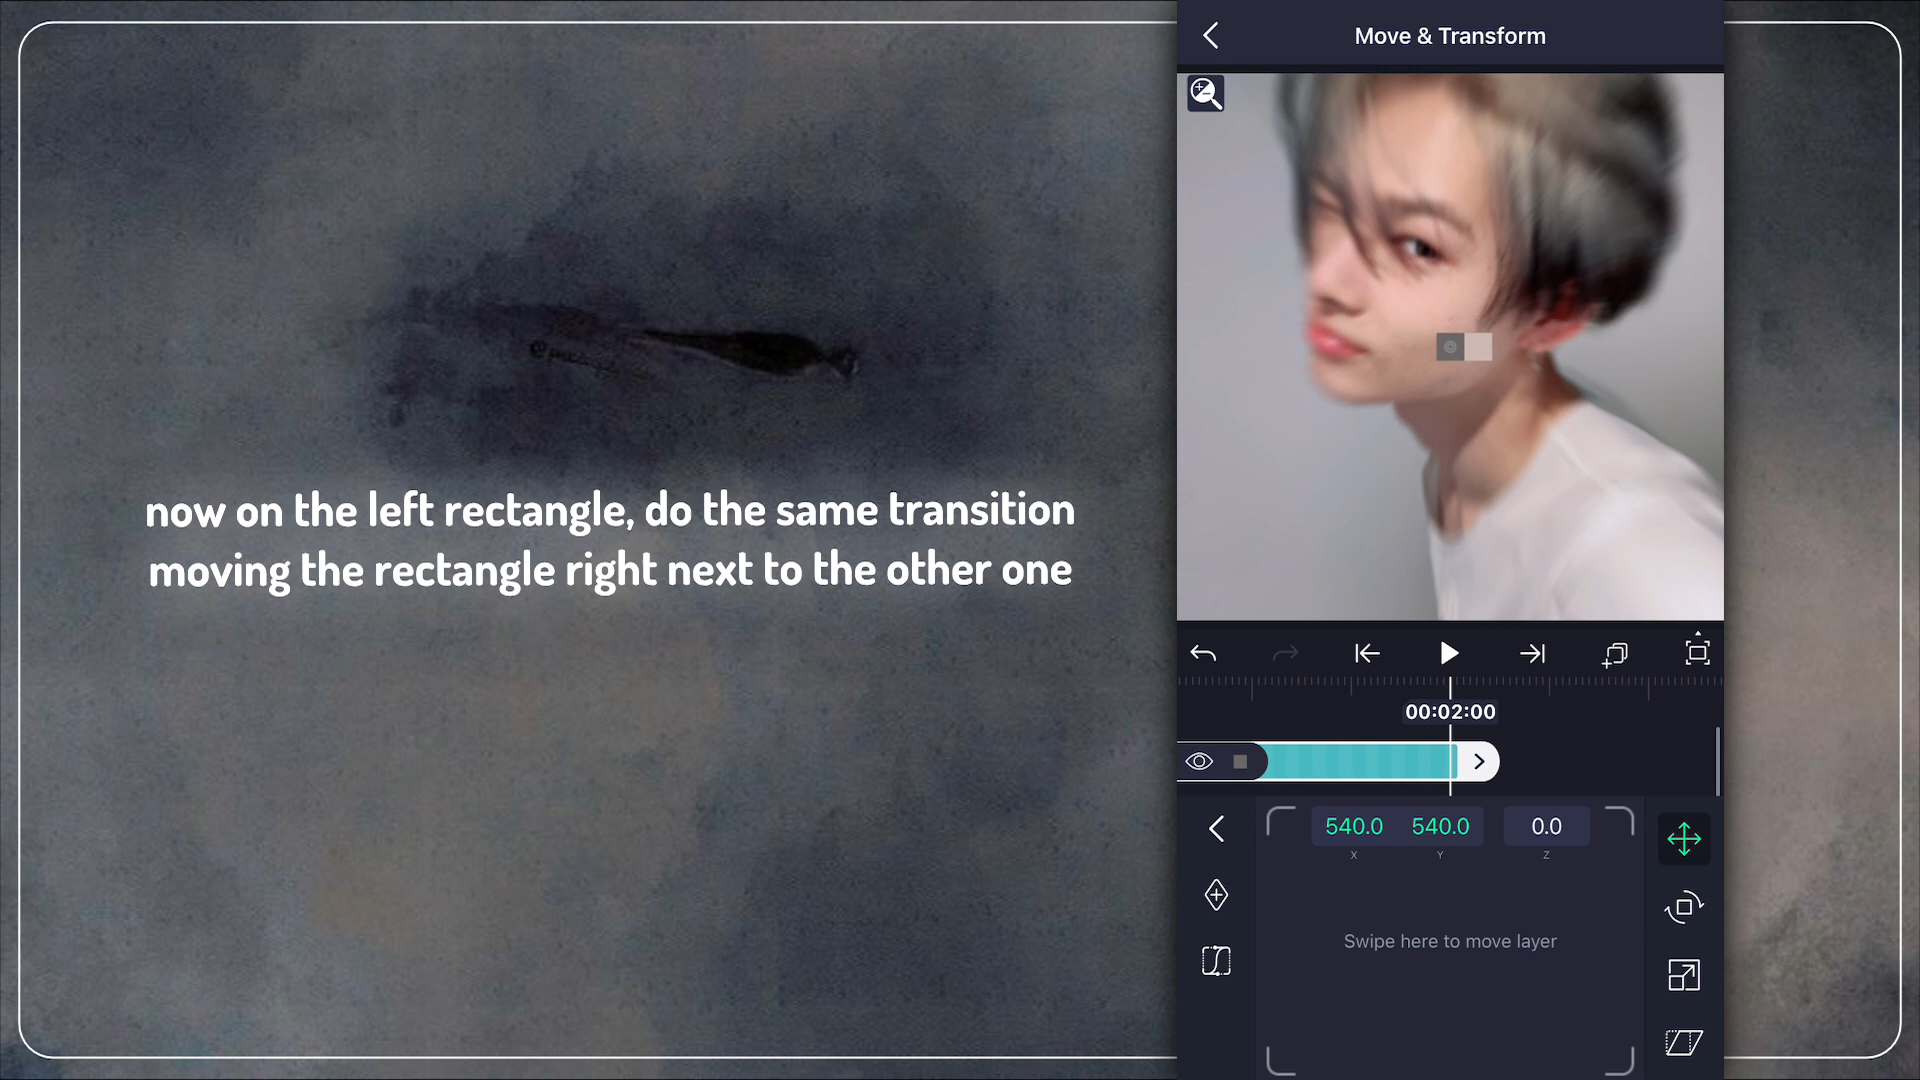 Move & Transform
now on the left rectangle, do the same transition
moving the rectangle right next to the other one
00:02:00
540.0 540.0 0.0
X Y Z
Swipe here to move layer